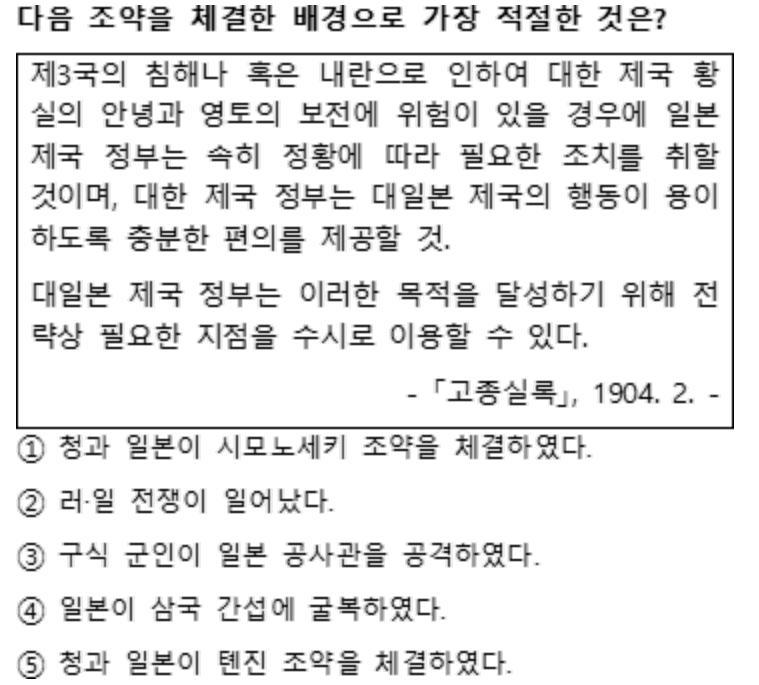 다음 조약을 체결한 배경으로 가장 적절한 것은?
제3국의 침해나 혹은 내란으로 인하여 대한 제국 황
실의 안녕과 영토의 보전에 위험이 있을 경우에 일본
제국 정부는 속히 정황에 따라 필요한 조치를 취할
것이며, 대한 제국 정부는 대일본 제국의 행동이 용이
하도록 충분한 편의를 제공할 것.
대일본 제국 정부는 이러한 목적을 달성하기 위해 전
략상 필요한 지점을 수시로 이용할 수 있다.
-「고종실록」, 1904. 2. -
① 청과 일본이 시모노세키 조약을 체결하였다.
② 러·일 전쟁이 일어났다.
③ 구식 군인이 일본 공사관을 공격하였다.
④ 일본이 삼국 간섭에 굴복하였다.
⑤ 청과 일본이 톈진 조약을 체결하였다.